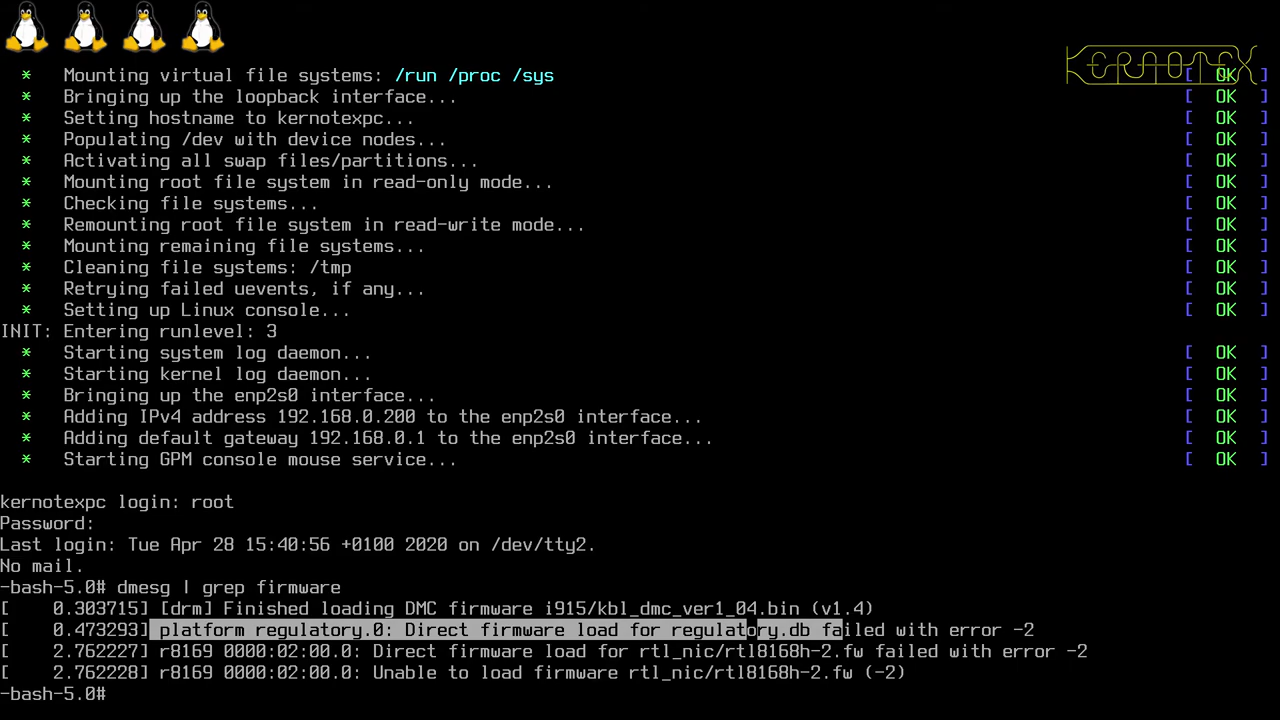 KERNOTEX
* Mounting virtual file systems: /run /proc /sys [ OK ]
* Bringing up the loopback interface... [ OK ]
* Setting hostname to kernotexpc... [ OK ]
* Populating /dev with device nodes... [ OK ]
* Activating all swap files/partitions... [ OK ]
* Mounting root file system in read-only mode... [ OK ]
* Checking file systems... [ OK ]
* Remounting root file system in read-write mode... [ OK ]
* Mounting remaining file systems... [ OK ]
* Cleaning file systems: /tmp [ OK ]
* Retrying failed uevents, if any... [ OK ]
* Setting up Linux console... [ OK ]
INIT: Entering runlevel: 3
* Starting system log daemon... [ OK ]
* Starting kernel log daemon... [ OK ]
* Bringing up the enp2s0 interface... [ OK ]
* Adding IPv4 address 192.168.0.200 to the enp2s0 interface... [ OK ]
* Adding default gateway 192.168.0.1 to the enp2s0 interface... [ OK ]
* Starting GPM console mouse service... [ OK ]
kernotexpc login: root
Password:
Last login: Tue Apr 28 15:40:56 +0100 2020 on /dev/tty2.
No mail.
-bash-5.0# dmesg | grep firmware
[    0.303715] [drm] Finished loading DMC firmware i915/kbl_dmc_ver1_04.bin (v1.4)
[    0.473293] platform regulatory.0: Direct firmware load for regulatory.db failed with error -2
[    2.762227] r8169 0000:02:00.0: Direct firmware load for rtl_nic/rtl8168h-2.fw failed with error -2
[    2.762228] r8169 0000:02:00.0: Unable to load firmware rtl_nic/rtl8168h-2.fw (-2)
-bash-5.0#